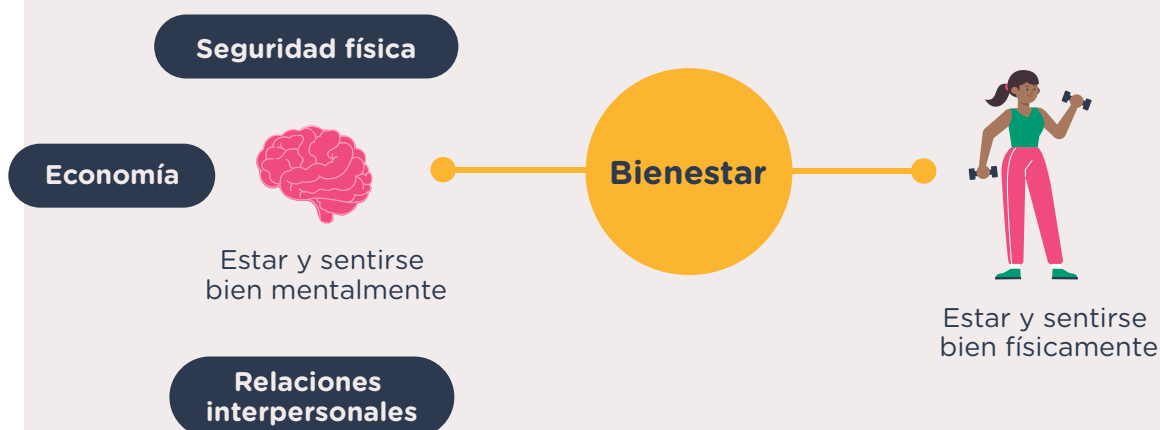 Seguridad física
Economía
Bienestar
Estar y sentirse
bien mentalmente
Estar y sentirse
bien físicamente
Relaciones
interpersonales